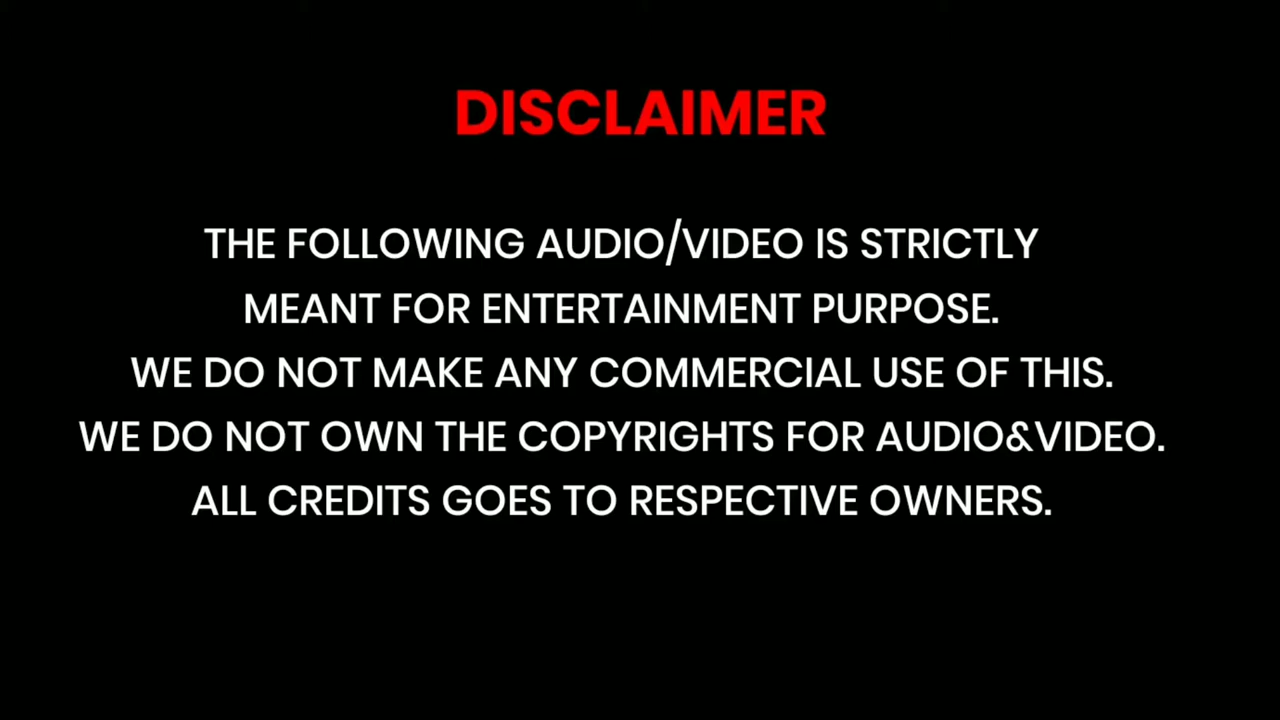 DISCLAIMER
THE FOLLOWING AUDIO/VIDEO IS STRICTLY
MEANT FOR ENTERTAINMENT PURPOSE.
WE DO NOT MAKE ANY COMMERCIAL USE OF THIS.
WE DO NOT OWN THE COPYRIGHTS FOR AUDIO&VIDEO.
ALL CREDITS GOES TO RESPECTIVE OWNERS.